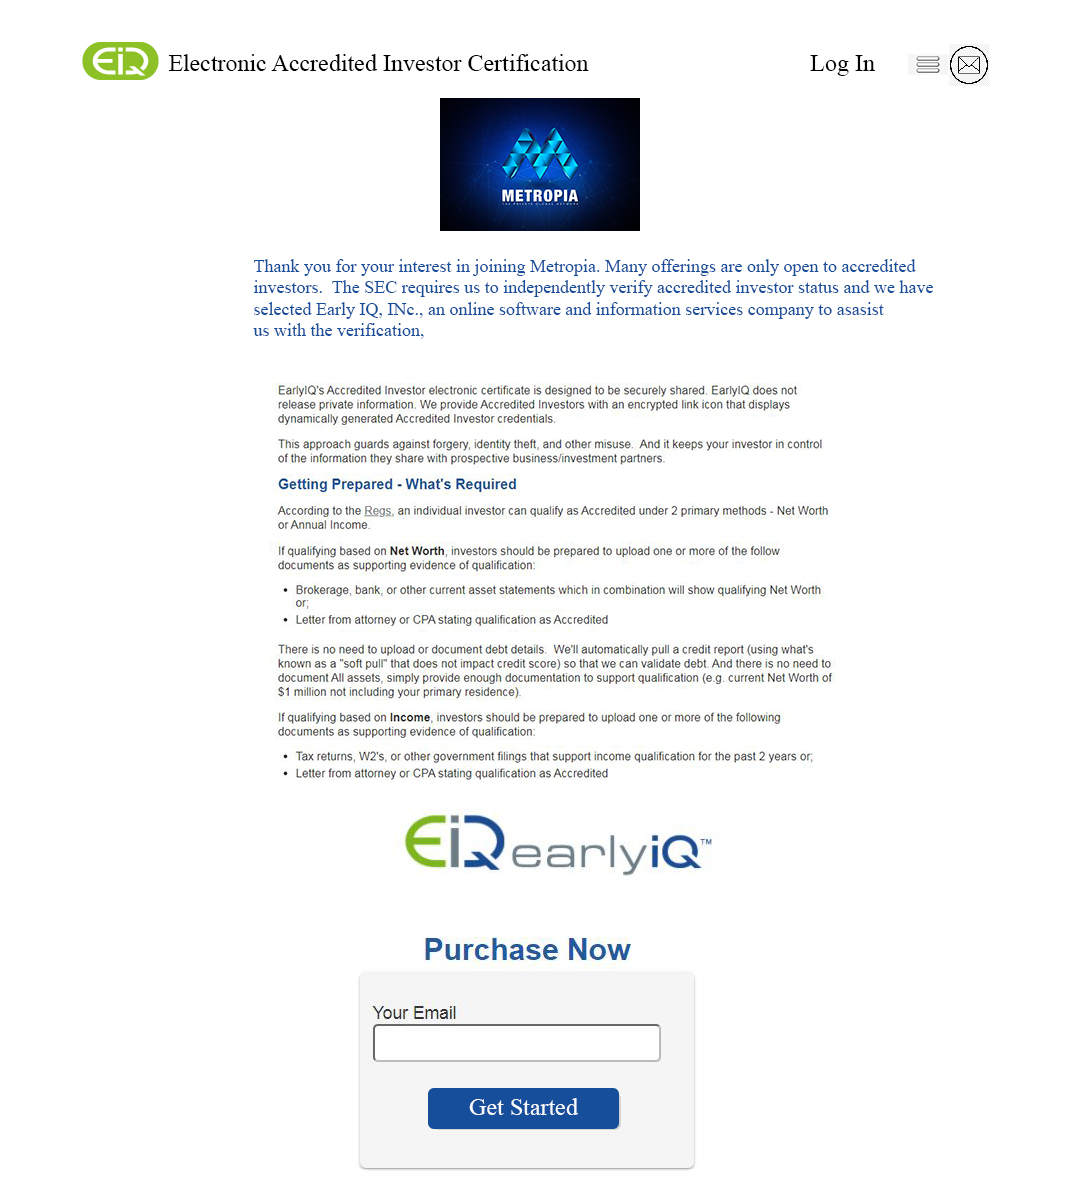 EiQ Electronic Accredited Investor Certification Log In
METROPIA
Thank you for your interest in joining Metropia. Many offerings are only open to accredited
investors.  The SEC requires us to independently verify accredited investor status and we have
selected Early IQ, INc., an online software and information services company to asasist
us with the verification,
EarlyIQ's Accredited Investor electronic certificate is designed to be securely shared. EarlyIQ does not
release private information. We provide Accredited Investors with an encrypted link icon that displays
dynamically generated Accredited Investor credentials.
This approach guards against forgery, identity theft, and other misuse.  And it keeps your investor in control
of the information they share with prospective business/investment partners.
Getting Prepared - What's Required
According to the Regs, an individual investor can qualify as Accredited under 2 primary methods - Net Worth
or Annual Income.
If qualifying based on Net Worth, investors should be prepared to upload one or more of the follow
documents as supporting evidence of qualification:
• Brokerage, bank, or other current asset statements which in combination will show qualifying Net Worth
or;
• Letter from attorney or CPA stating qualification as Accredited
There is no need to upload or document debt details.  We'll automatically pull a credit report (using what's
known as a "soft pull" that does not impact credit score) so that we can validate debt. And there is no need to
document All assets, simply provide enough documentation to support qualification (e.g. current Net Worth of
$1 million not including your primary residence).
If qualifying based on Income, investors should be prepared to upload one or more of the following
documents as supporting evidence of qualification:
• Tax returns, W2's, or other government filings that support income qualification for the past 2 years or;
• Letter from attorney or CPA stating qualification as Accredited
EiQ earlyiQ™
Purchase Now
Your Email
Get Started